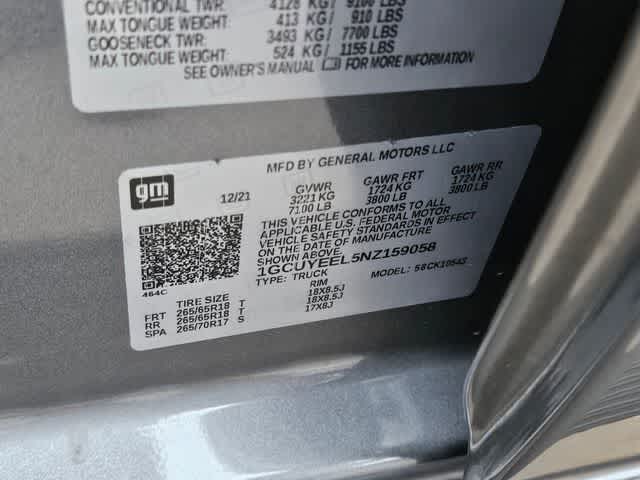 CONVENTIONAL TWR: 4128 KG/ 9100 LBS
MAX TONGUE WEIGHT: 413 KG/ 910 LBS
GOOSENECK TWR: 3493 KG/ 7700 LBS
MAX TONGUE WEIGHT: 524 KG/ 1155 LBS
SEE OWNER'S MANUAL FOR MORE INFORMATION
gm
MFD BY GENERAL MOTORS LLC
12/21 GVWR GAWR FRT GAWR RR
3221 KG 1724 KG 1724 KG
7100 LB 3800 LB 3800 LB
THIS VEHICLE CONFORMS TO ALL
APPLICABLE U.S. FEDERAL MOTOR
VEHICLE SAFETY STANDARDS IN EFFECT
ON THE DATE OF MANUFACTURE
SHOWN ABOVE
1GCUYEEL5NZ159058
TYPE: TRUCK MODEL: 58CK10543
464C
TIRE SIZE RIM
FRT 265/65R18 T 18X8.5J
RR 265/65R18 T 18X8.5J
SPA 265/70R17 S 17X8J